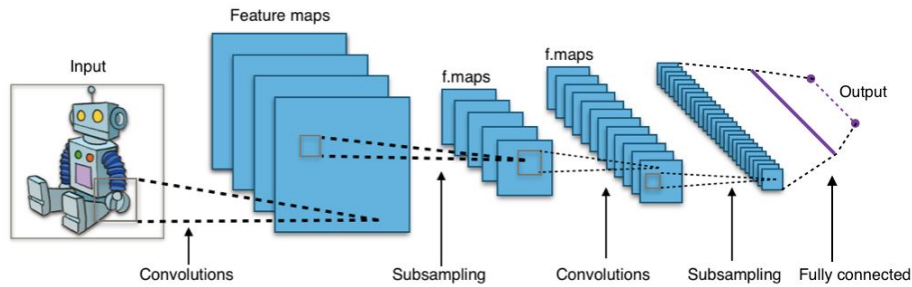 Feature maps
Input
f.maps
f.maps
Output
Convolutions
Subsampling
Convolutions
Subsampling
Fully connected